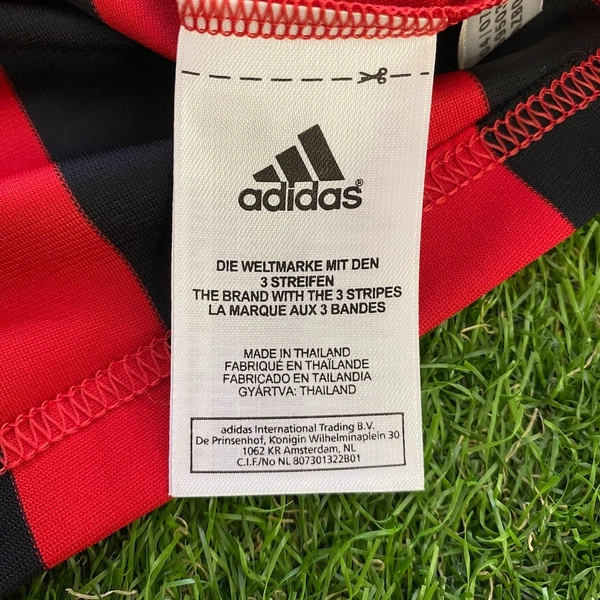 adidas®
DIE WELTMARKE MIT DEN
3 STREIFEN
THE BRAND WITH THE 3 STRIPES
LA MARQUE AUX 3 BANDES
MADE IN THAILAND
FABRIQUÉ EN THAÏLANDE
FABRICADO EN TAILANDIA
GYÁRTVA: THAILAND
adidas International Trading B.V.
De Prinsenhof, Konigin Wilhelminaplein 30
1062 KR Amsterdam, NL
C.I.F./No NL 807301322B01